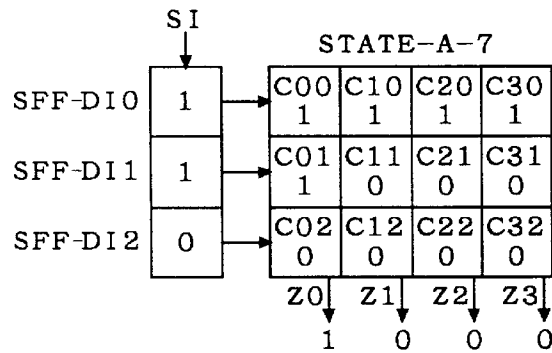 SI
STATE-A-7
SFF-DI0 1 C00 C10 C20 C30
1 1 1 1
SFF-DI1 1 C01 C11 C21 C31
1 0 0 0
SFF-DI2 0 C02 C12 C22 C32
0 0 0 0
Z0 Z1 Z2 Z3
1 0 0 0